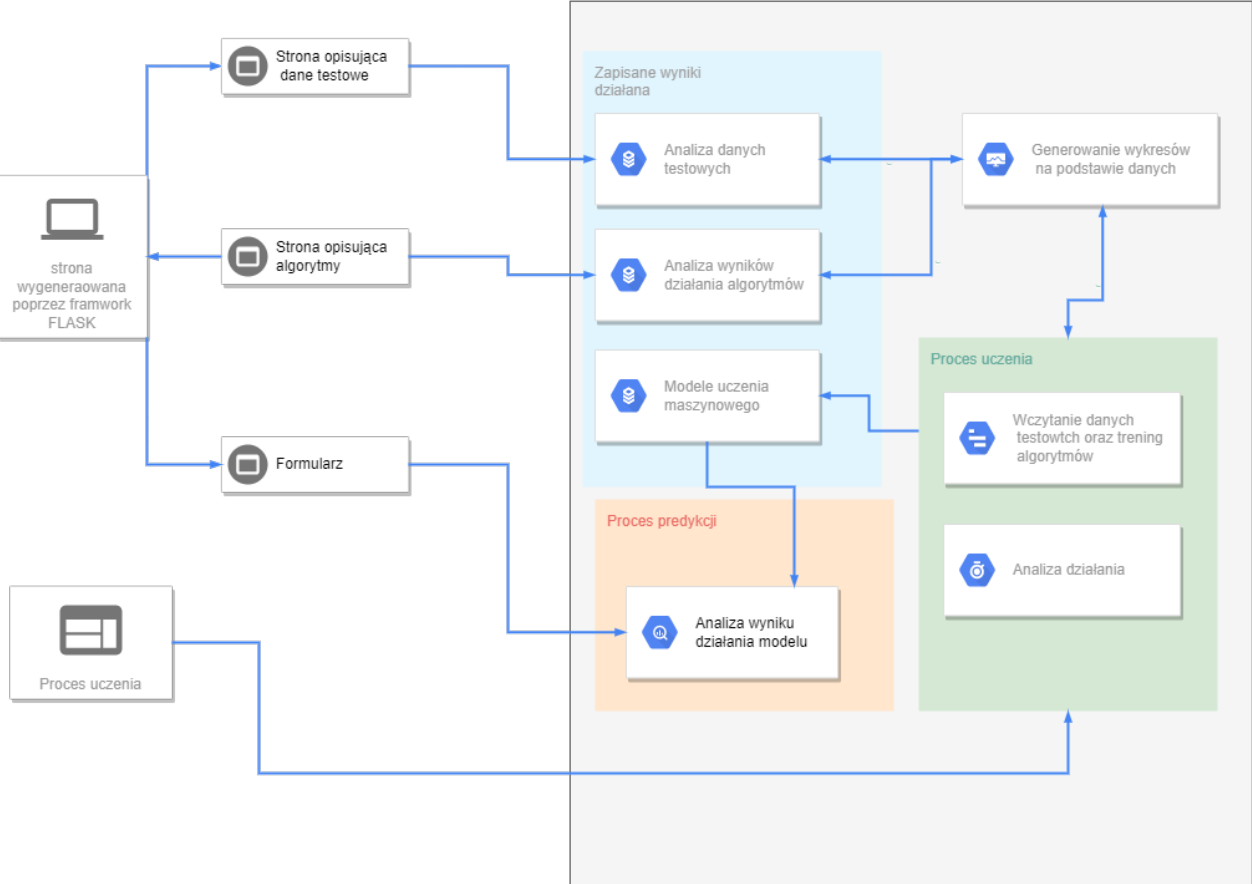 Strona opisująca
dane testowe
strona
wygeneraowana
poprzez framwork
FLASK
Strona opisująca
algorytmy
Formularz
Proces uczenia
Zapisane wyniki
działana
Analiza danych
testowych
Analiza wyników
działania algorytmów
Modele uczenia
maszynowego
Generowanie wykresów
na podstawie danych
Proces predykcji
Analiza wyniku
działania modelu
Proces uczenia
Wczytanie danych
testowtch oraz trening
algorytmów
Analiza działania